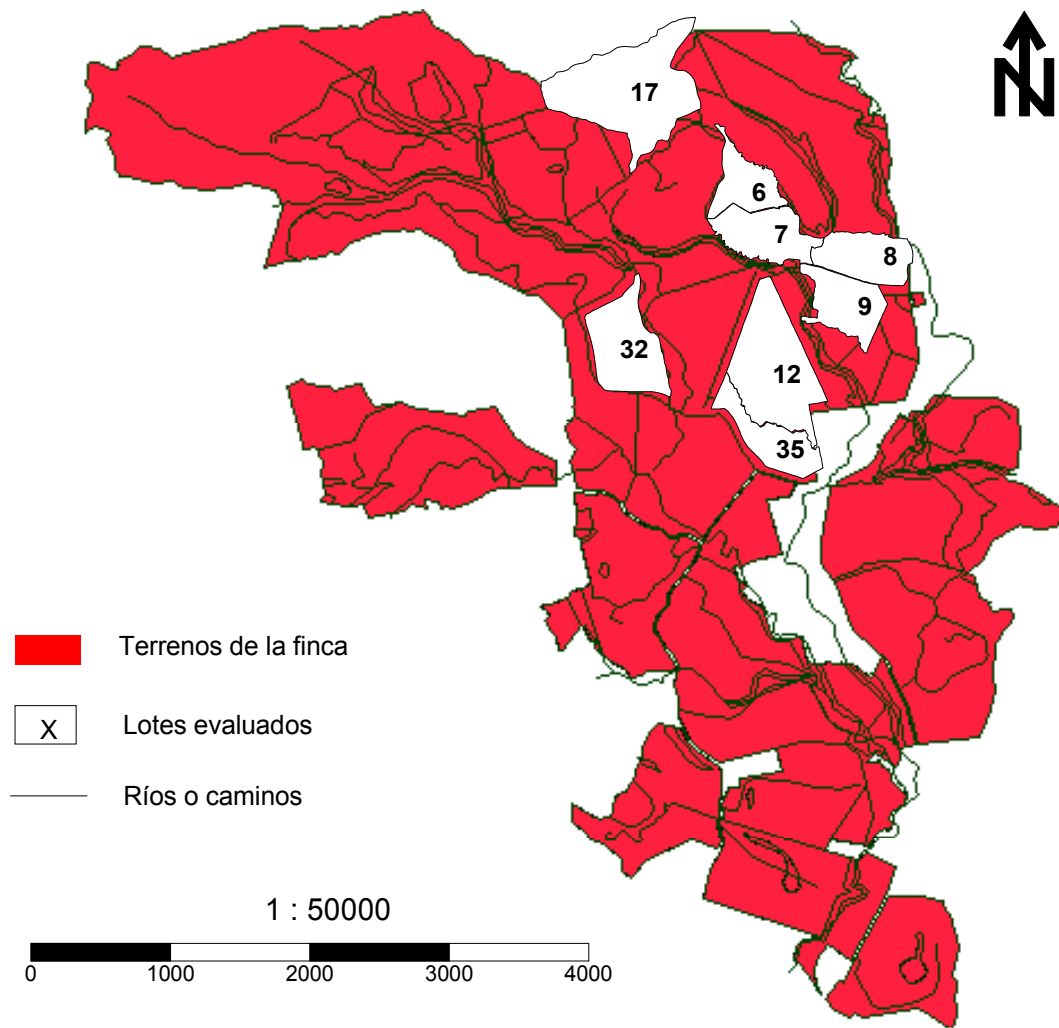 N
17
6
7
8
9
32
12
35
Terrenos de la finca
X Lotes evaluados
Ríos o caminos
1 : 50000
0 1000 2000 3000 4000